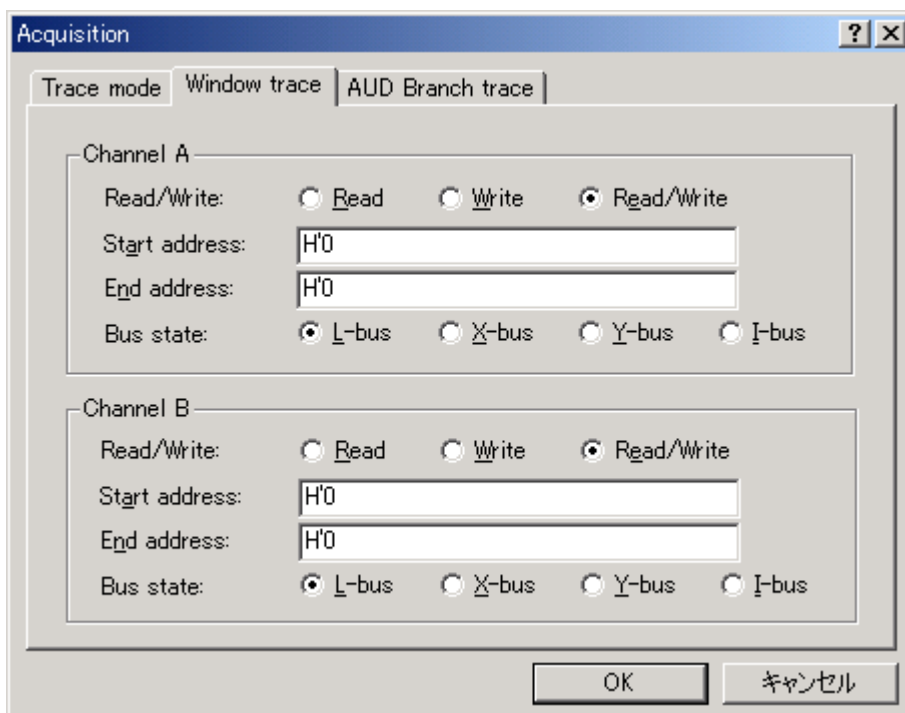 Acquisition
Trace mode Window trace AUD Branch trace
Channel A
Read/Write: Read Write Read/Write
Start address: H'0
End address: H'0
Bus state: L-bus X-bus Y-bus I-bus
Channel B
Read/Write: Read Write Read/Write
Start address: H'0
End address: H'0
Bus state: L-bus X-bus Y-bus I-bus
OK キャンセル